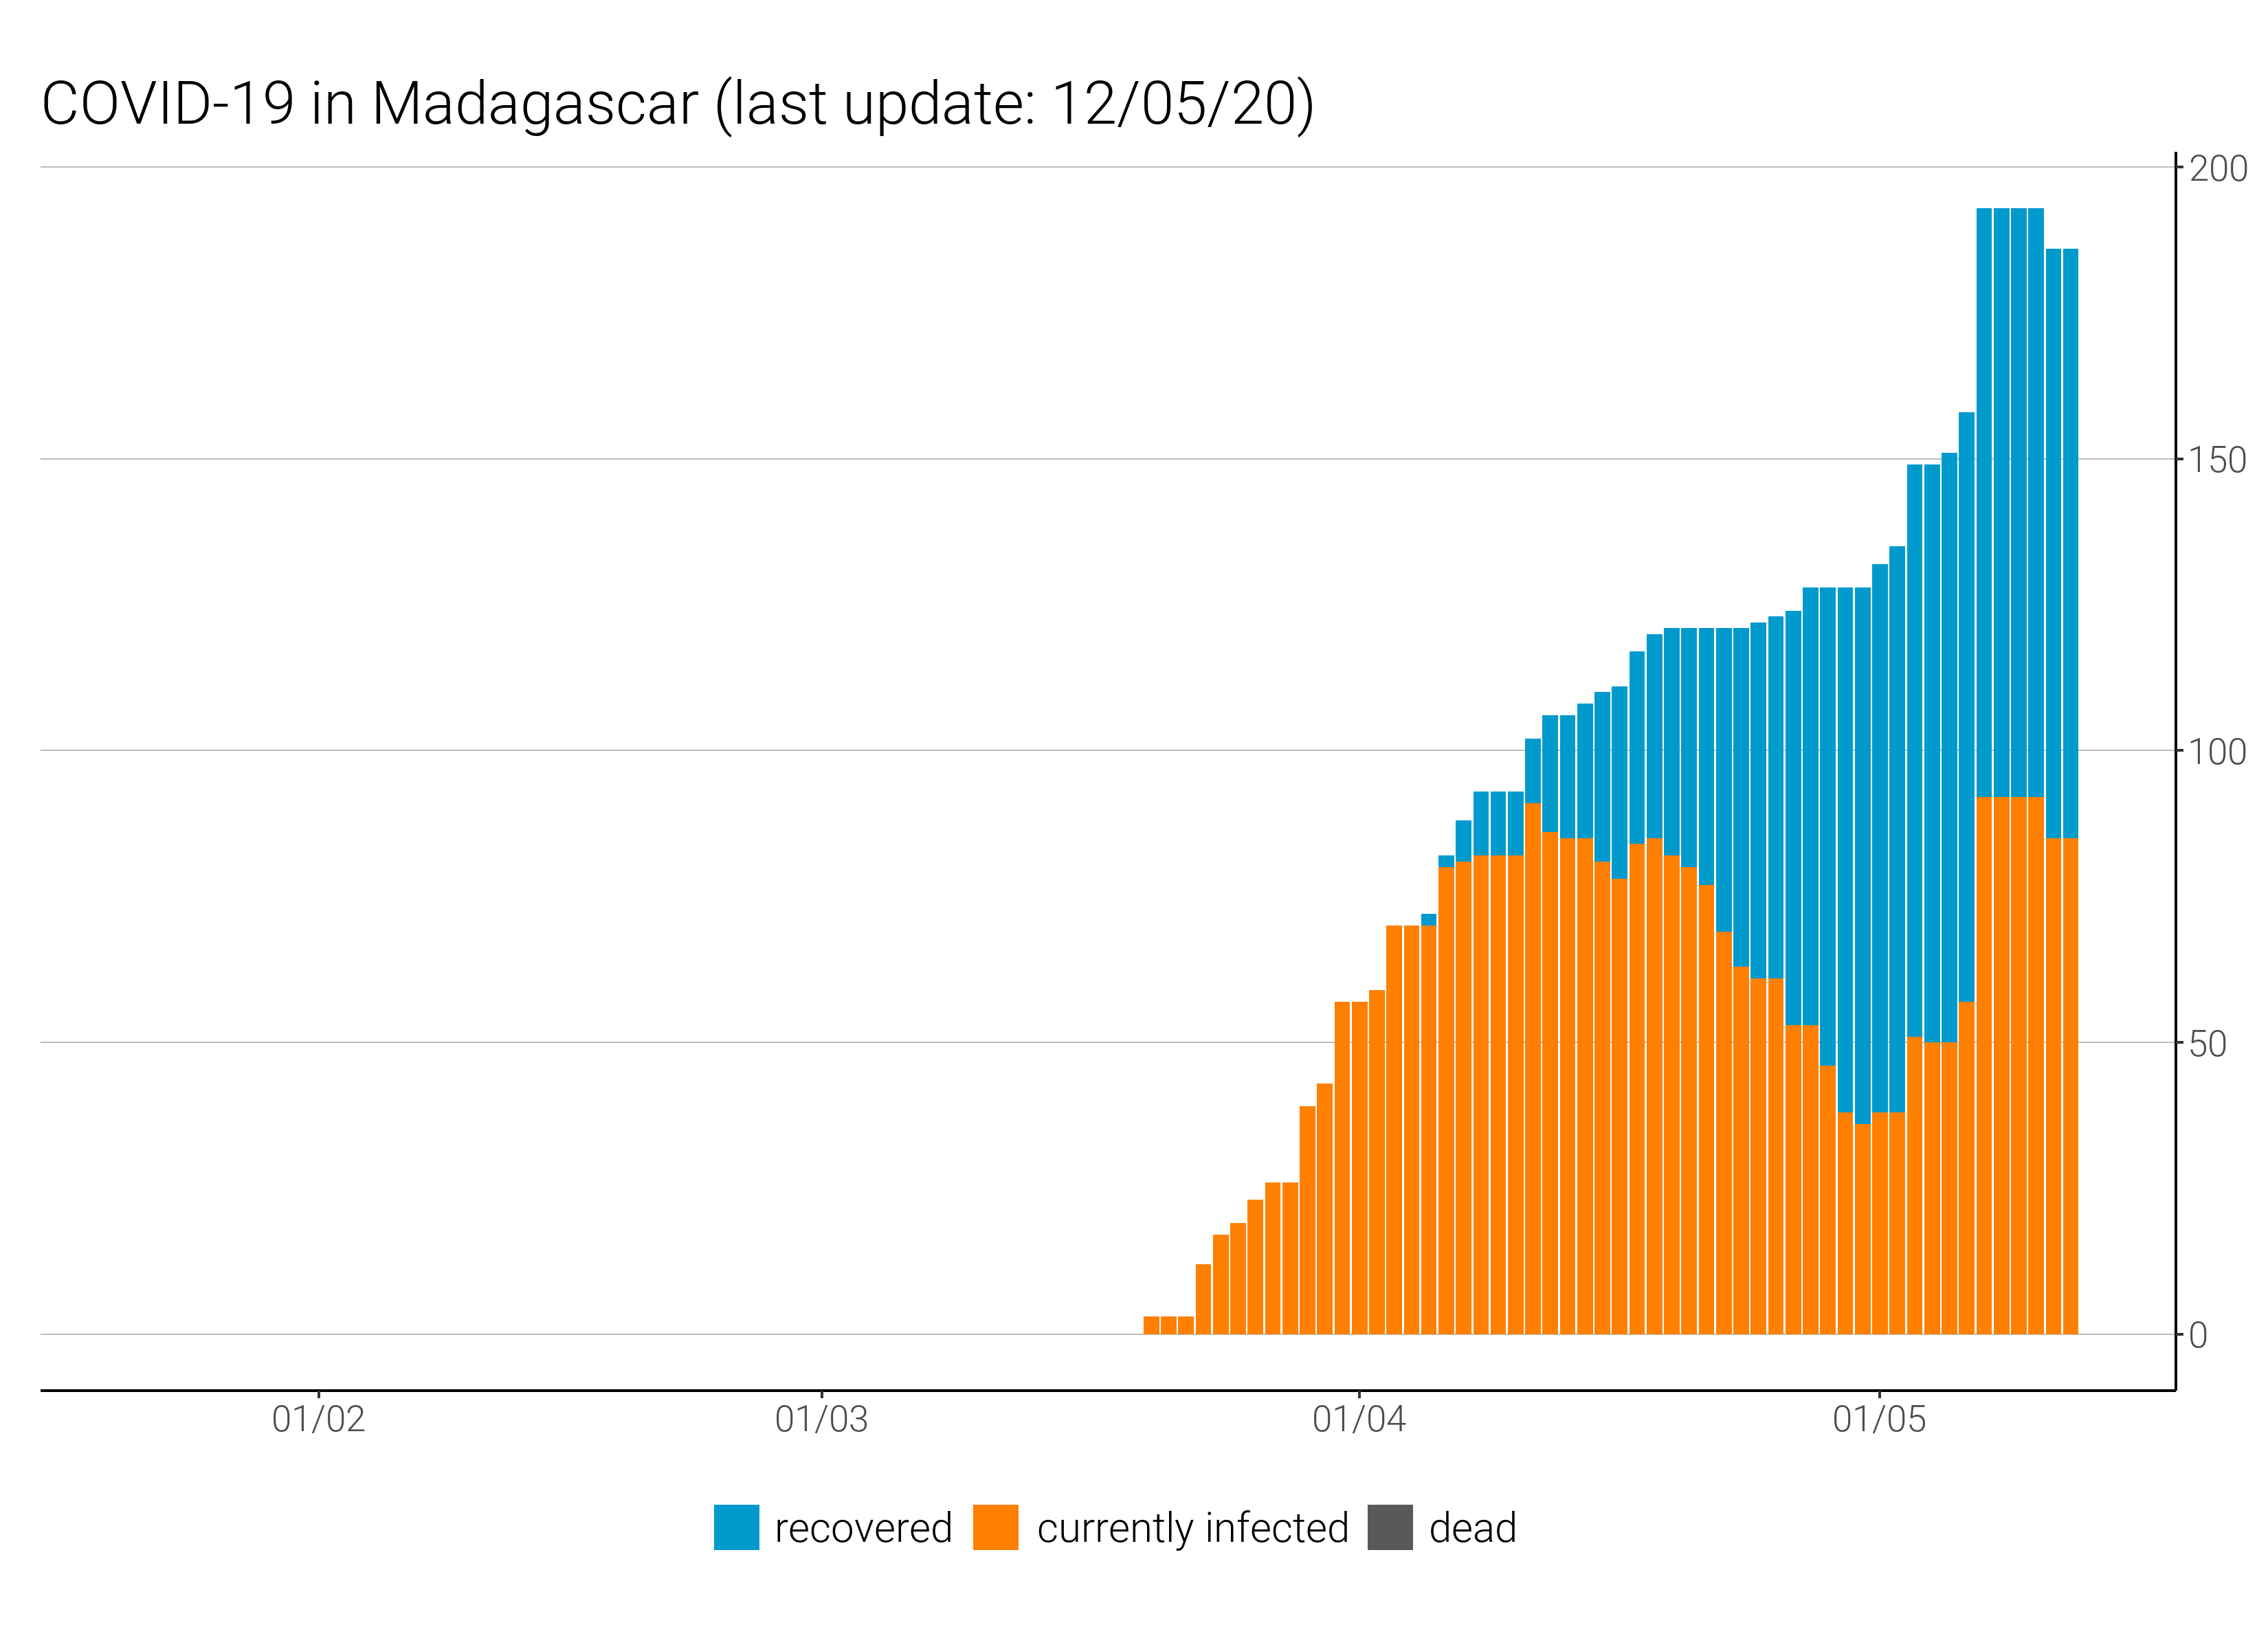 COVID-19 in Madagascar (last update: 12/05/20)
200
150
100
50
0
01/02 01/03 01/04 01/05
recovered currently infected dead